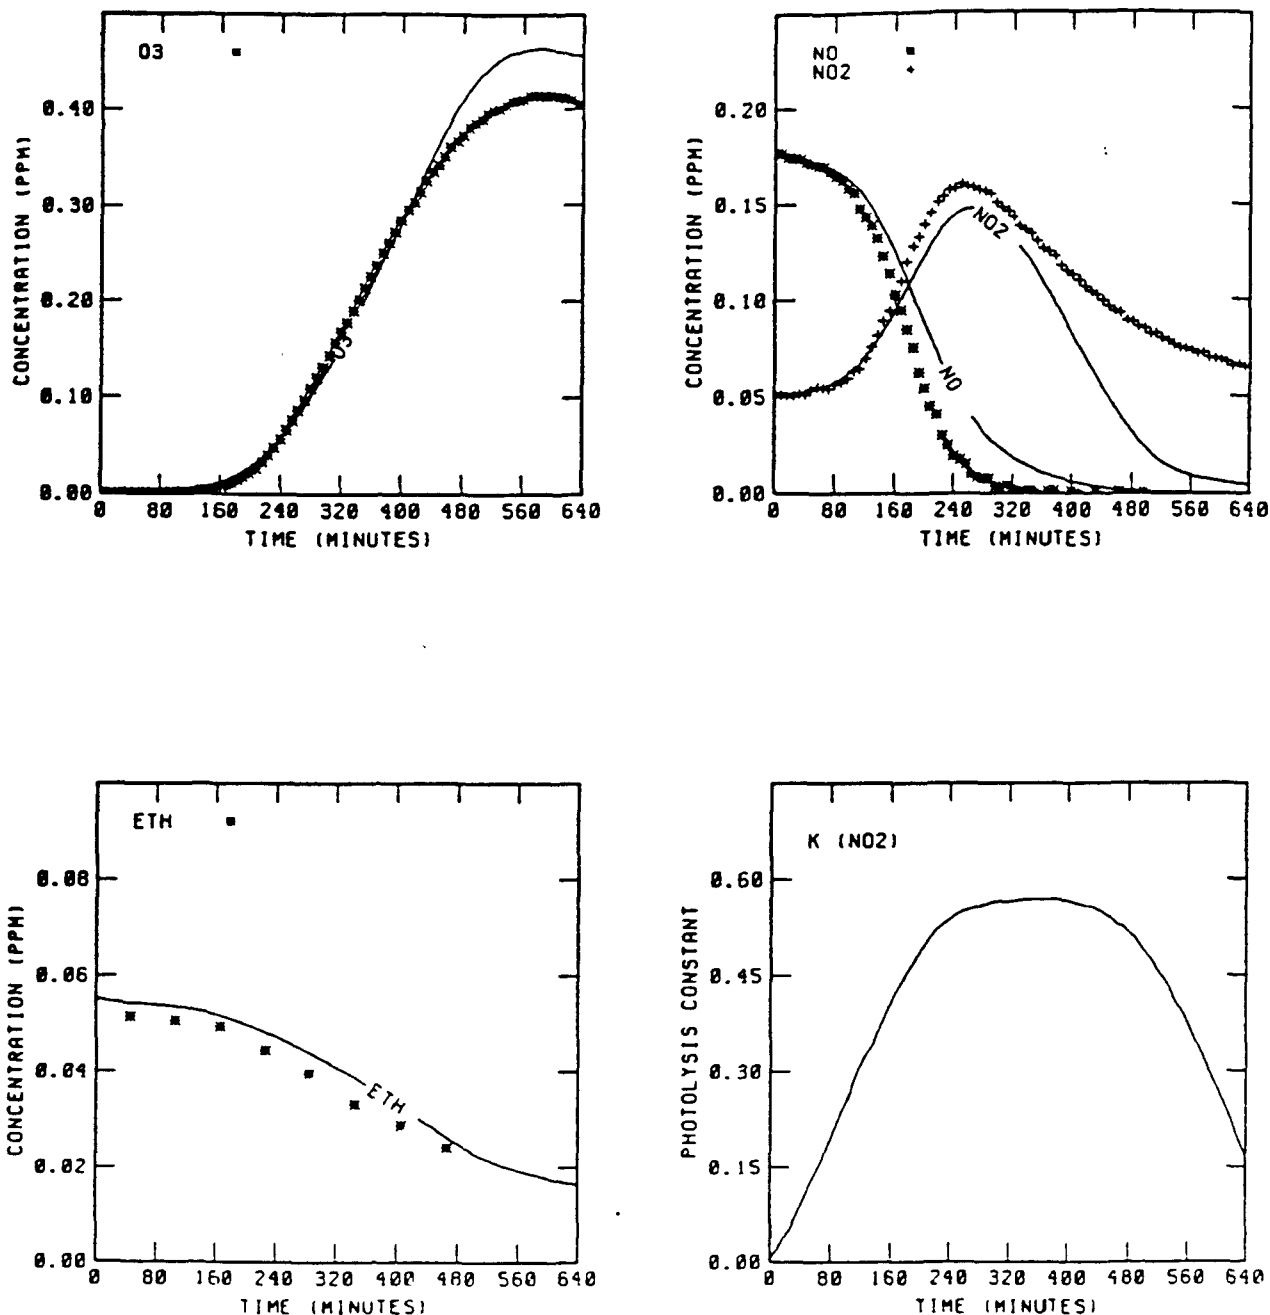 O3
CONCENTRATION (PPM)
0.40
0.30
0.20
0.10
0.00
O3
0 80 160 240 320 400 480 560 640
TIME (MINUTES)
NO
NO2
CONCENTRATION (PPM)
0.20
0.15
0.10
0.05
0.00
NO2
NO
0 80 160 240 320 400 480 560 640
TIME (MINUTES)
ETH
CONCENTRATION (PPM)
0.08
0.06
0.04
0.02
0.00
ETH
0 80 160 240 320 400 480 560 640
TIME (MINUTES)
K (NO2)
PHOTOLYSIS CONSTANT
0.60
0.45
0.30
0.15
0.00
0 80 160 240 320 400 480 560 640
TIME (MINUTES)